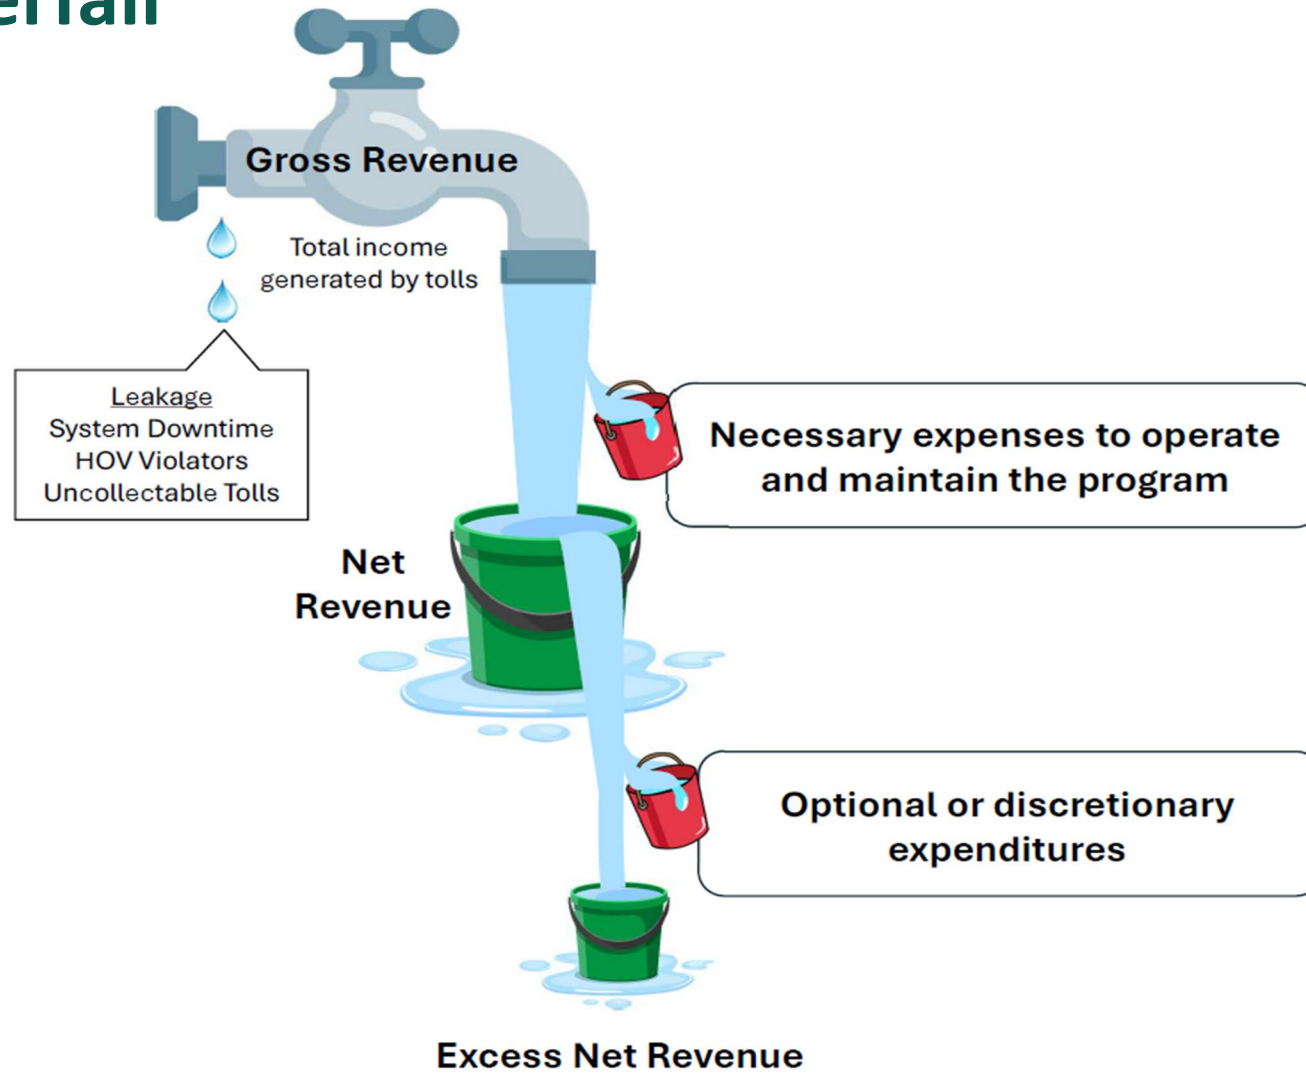 Gross Revenue
Total income
generated by tolls
Leakage
System Downtime
HOV Violators
Uncollectable Tolls
Necessary expenses to operate
and maintain the program
Net
Revenue
Optional or discretionary
expenditures
Excess Net Revenue